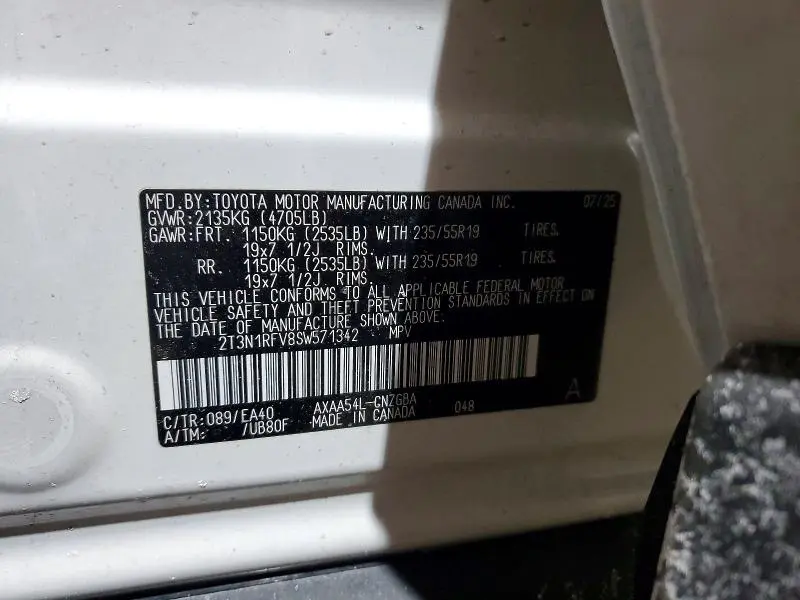 MFD.BY:TOYOTA MOTOR MANUFACTURING CANADA INC. 07/25
GVWR:2135KG (4705LB)
GAWR:FRT. 1150KG (2535LB) WITH 235/55R19 TIRES.
19x7 1/2J. RIMS.
RR. 1150KG (2535LB) WITH 235/55R19 TIRES.
19x7 1/2J. RIMS.
THIS VEHICLE CONFORMS TO ALL APPLICABLE FEDERAL MOTOR
VEHICLE SAFETY AND THEFT PREVENTION STANDARDS IN EFFECT ON
THE DATE OF MANUFACTURE SHOWN ABOVE.
2T3N1RFV8SW571342 MPV
C/TR:089/EA40 AXAA54L-CNZGBA 048 A
A/TM: /UB80F MADE IN CANADA